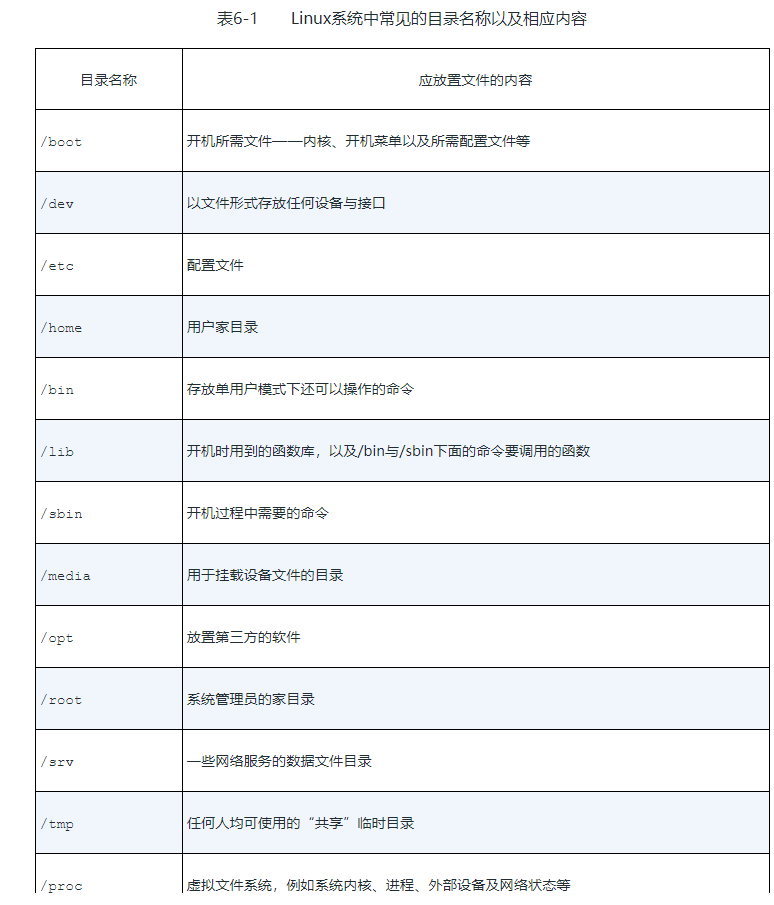 表6-1 Linux系统中常见的目录名称以及相应内容
目录名称 应放置文件的内容
/boot 开机所需文件——内核、开机菜单以及所需配置文件等
/dev 以文件形式存放任何设备与接口
/etc 配置文件
/home 用户家目录
/bin 存放单用户模式下还可以操作的命令
/lib 开机时用到的函数库，以及/bin与/sbin下面的命令要调用的函数
/sbin 开机过程中需要的命令
/media 用于挂载设备文件的目录
/opt 放置第三方的软件
/root 系统管理员的家目录
/srv 一些网络服务的数据文件目录
/tmp 任何人均可使用的“共享”临时目录
/proc 虚拟文件系统，例如系统内核、进程、外部设备及网络状态等